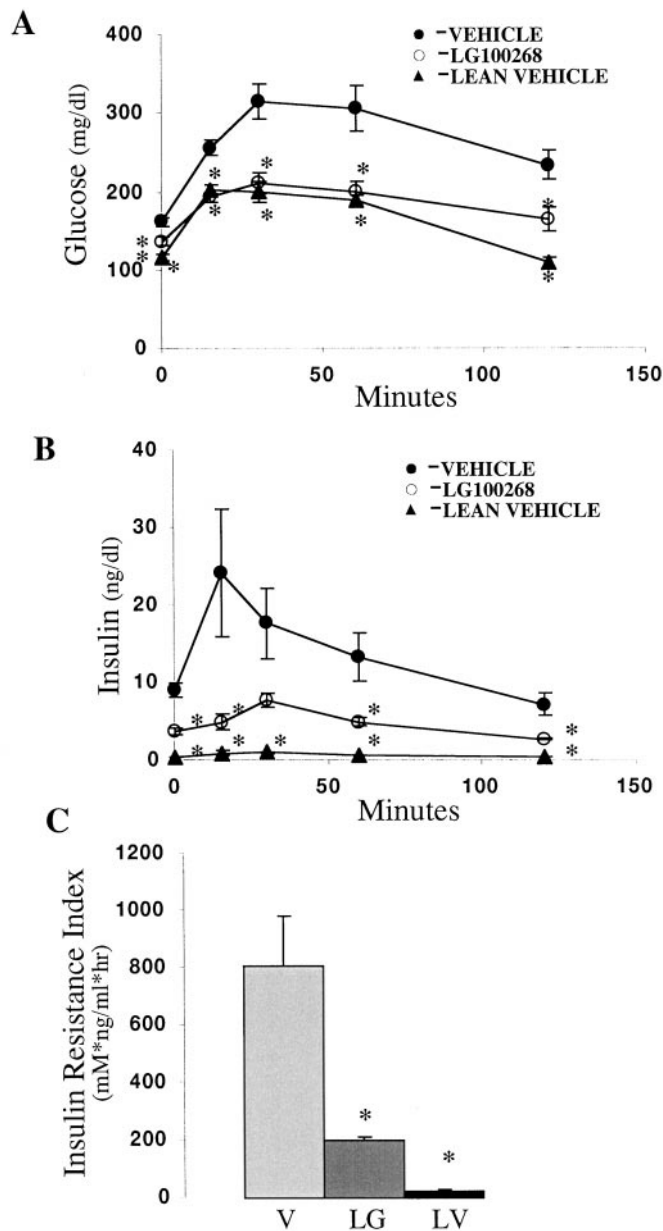 A
●-VEHICLE
○-LG100268
▲-LEAN VEHICLE
Glucose (mg/dl)
400
300
200
100
0
* * * * * * * * * * *
0 50 100 150
Minutes
B
●-VEHICLE
○-LG100268
▲-LEAN VEHICLE
Insulin (ng/dl)
40
30
20
10
0
* * * * * * * * *
0 50 100 150
Minutes
C
Insulin Resistance Index
(mM*ng/ml*hr)
1200
1000
800
600
400
200
0
* *
V LG LV